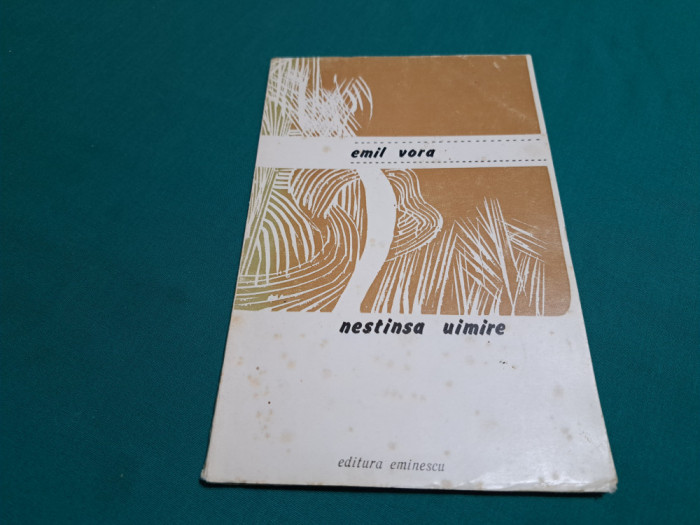 emil vora
nestinsa uimire
editura eminescu